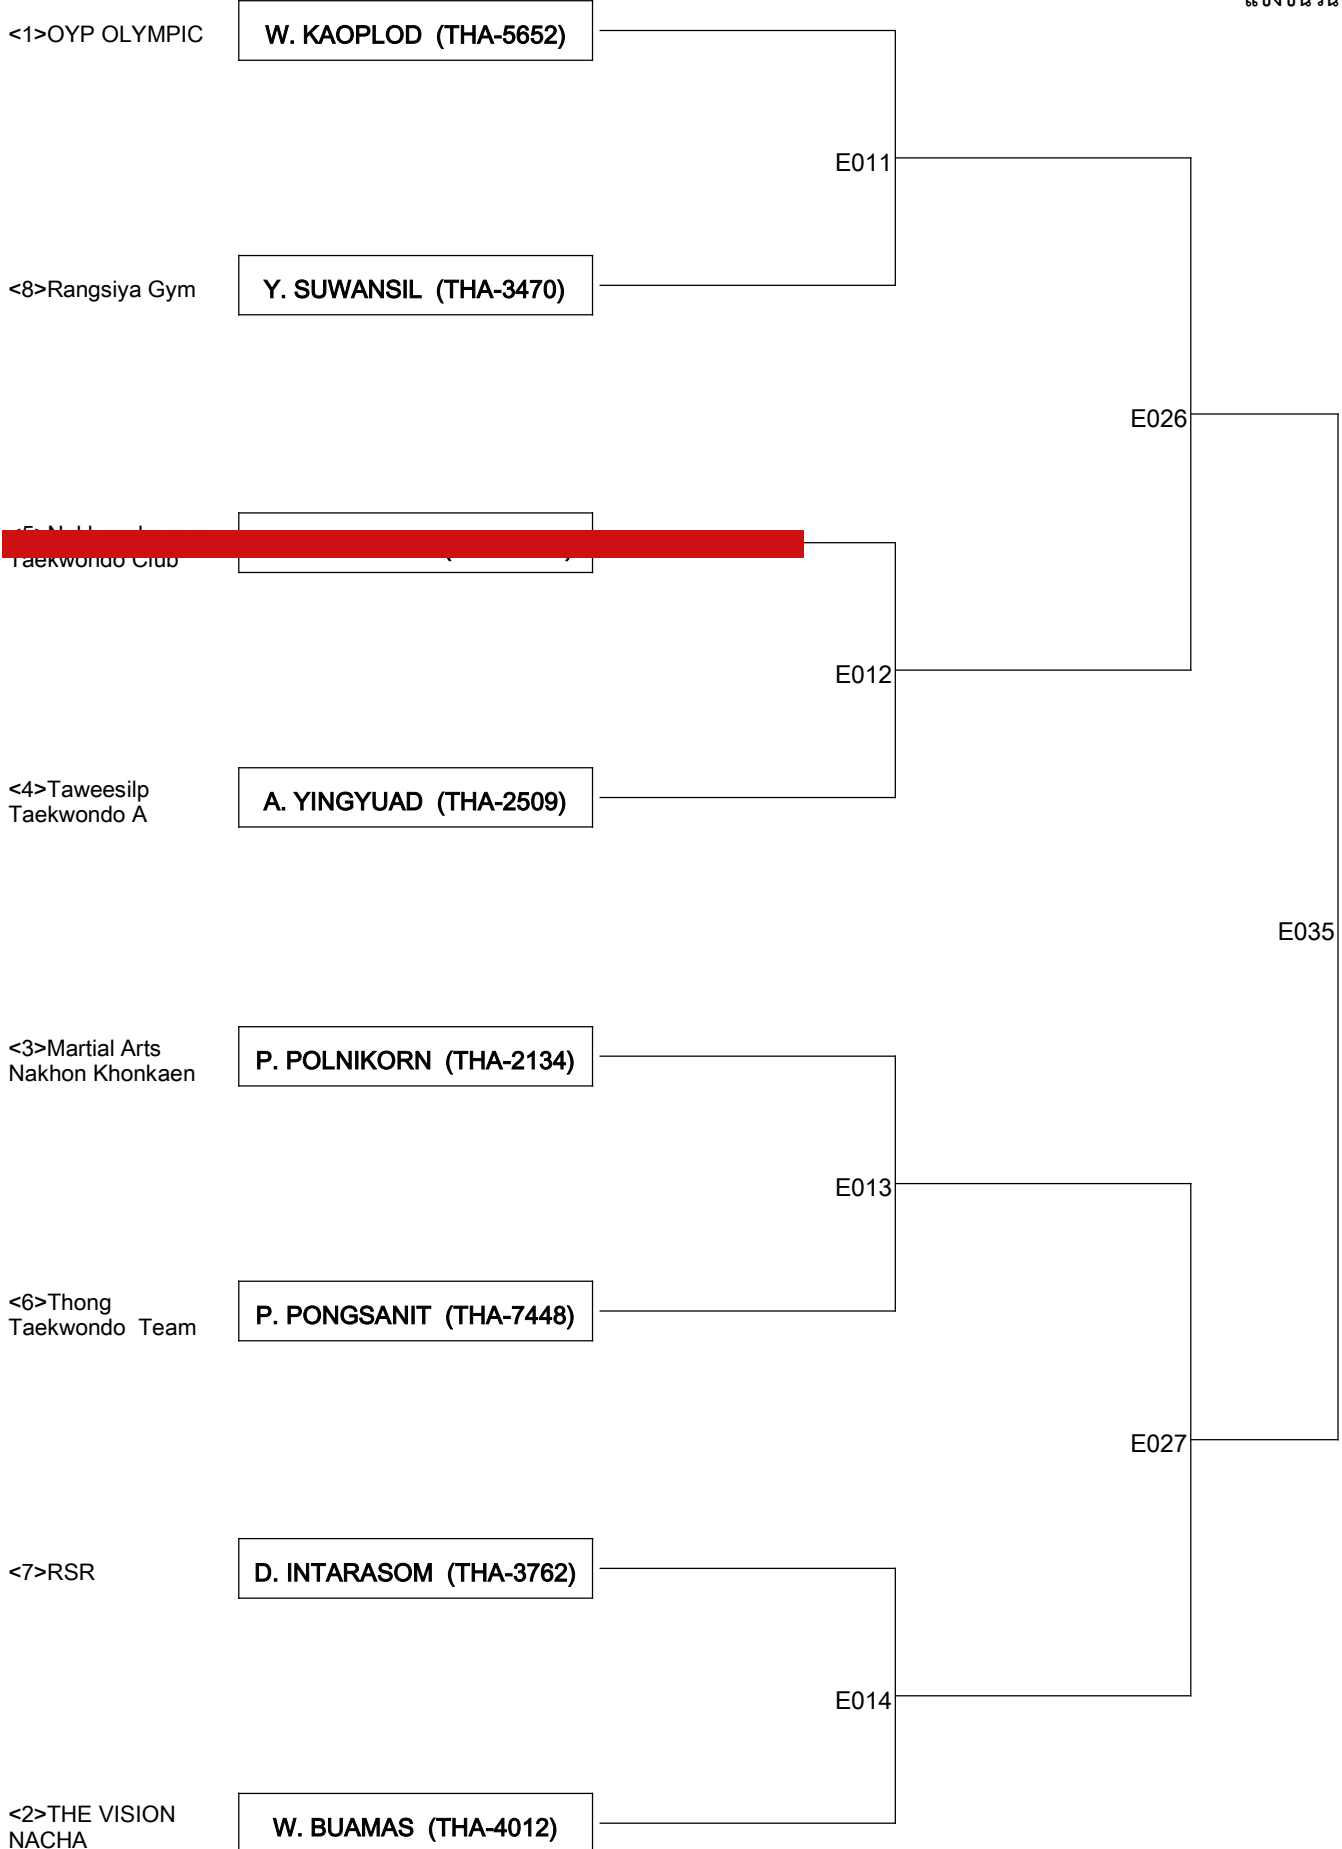 <1>OYP OLYMPIC
W. KAOPLOD (THA-5652)
E011
<8>Rangsiya Gym
Y. SUWANSIL (THA-3470)
E026
Taekwondo Club
E012
<4>Taweesilp
Taekwondo A
A. YINGYUAD (THA-2509)
E035
<3>Martial Arts
Nakhon Khonkaen
P. POLNIKORN (THA-2134)
E013
<6>Thong
Taekwondo Team
P. PONGSANIT (THA-7448)
E027
<7>RSR
D. INTARASOM (THA-3762)
E014
<2>THE VISION
NACHA
W. BUAMAS (THA-4012)